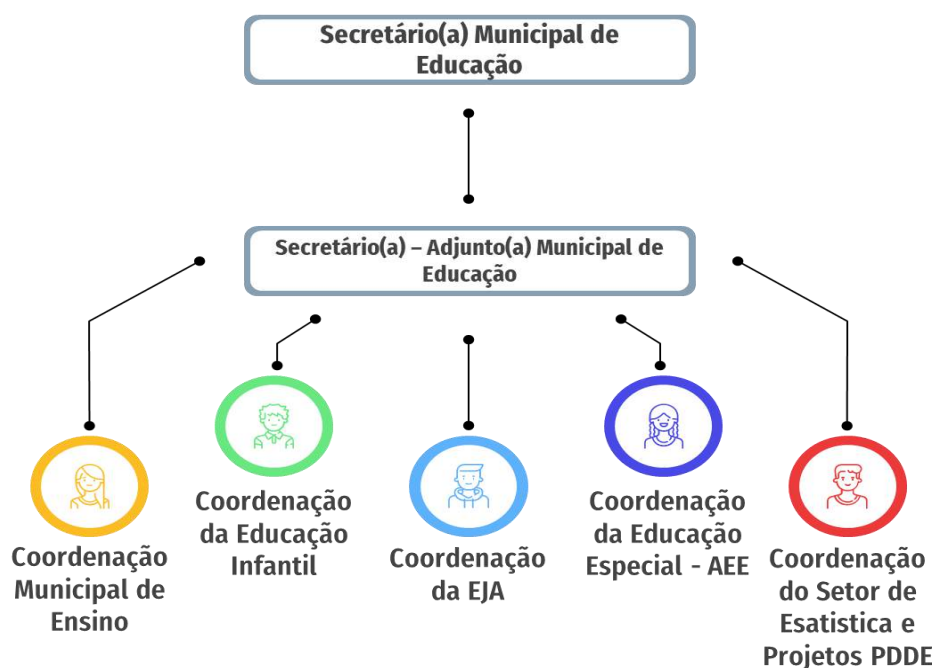 Secretário(a) Municipal de
Educação
Secretário(a) – Adjunto(a) Municipal de
Educação
Coordenação
Municipal de
Ensino
Coordenação
da Educação
Infantil
Coordenação
da EJA
Coordenação
da Educação
Especial - AEE
Coordenação
do Setor de
Esatistica e
Projetos PDDE